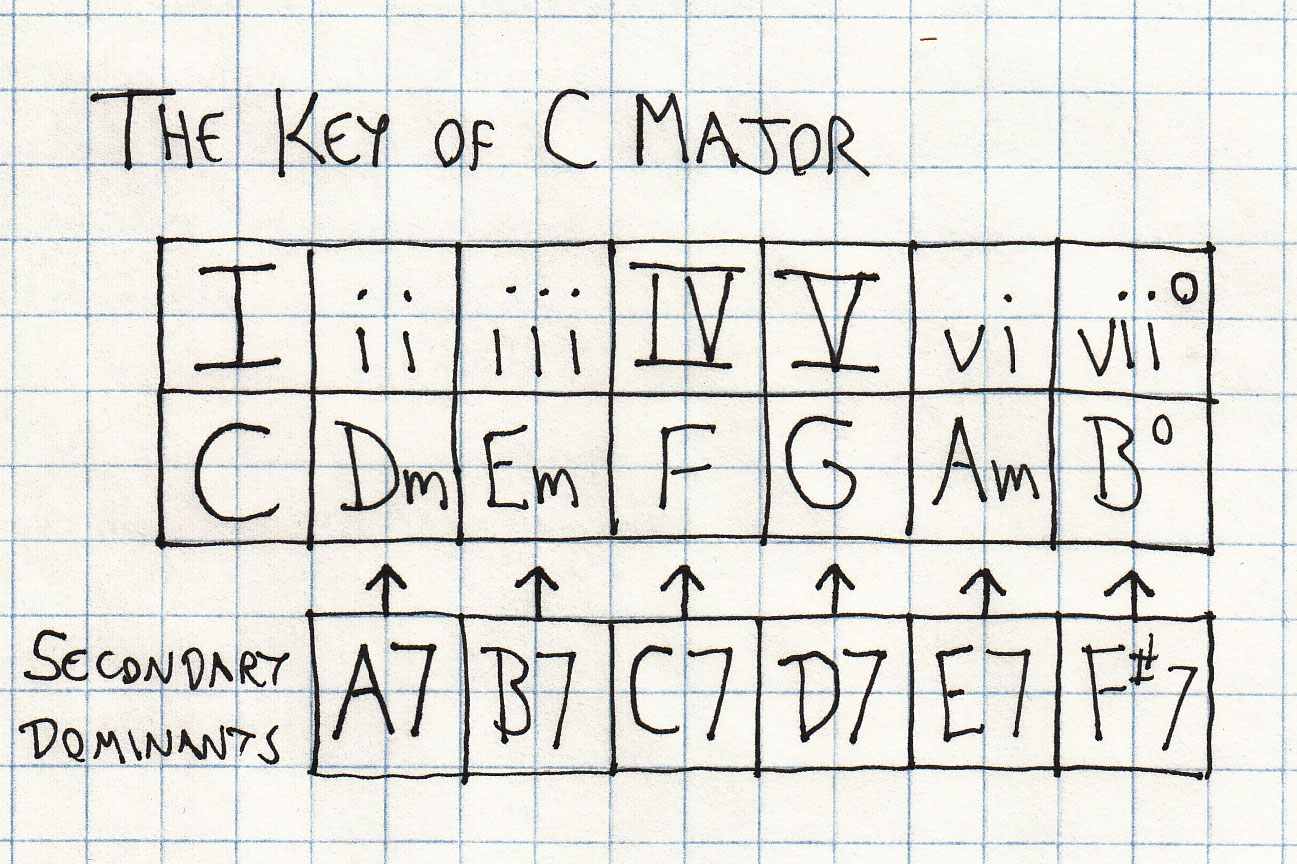 THE KEY OF C MAJOR
I ii iii IV V vi vii°
C Dm Em F G Am B°
↑ ↑ ↑ ↑ ↑ ↑
SECONDARY A7 B7 C7 D7 E7 F#7
DOMINANTS